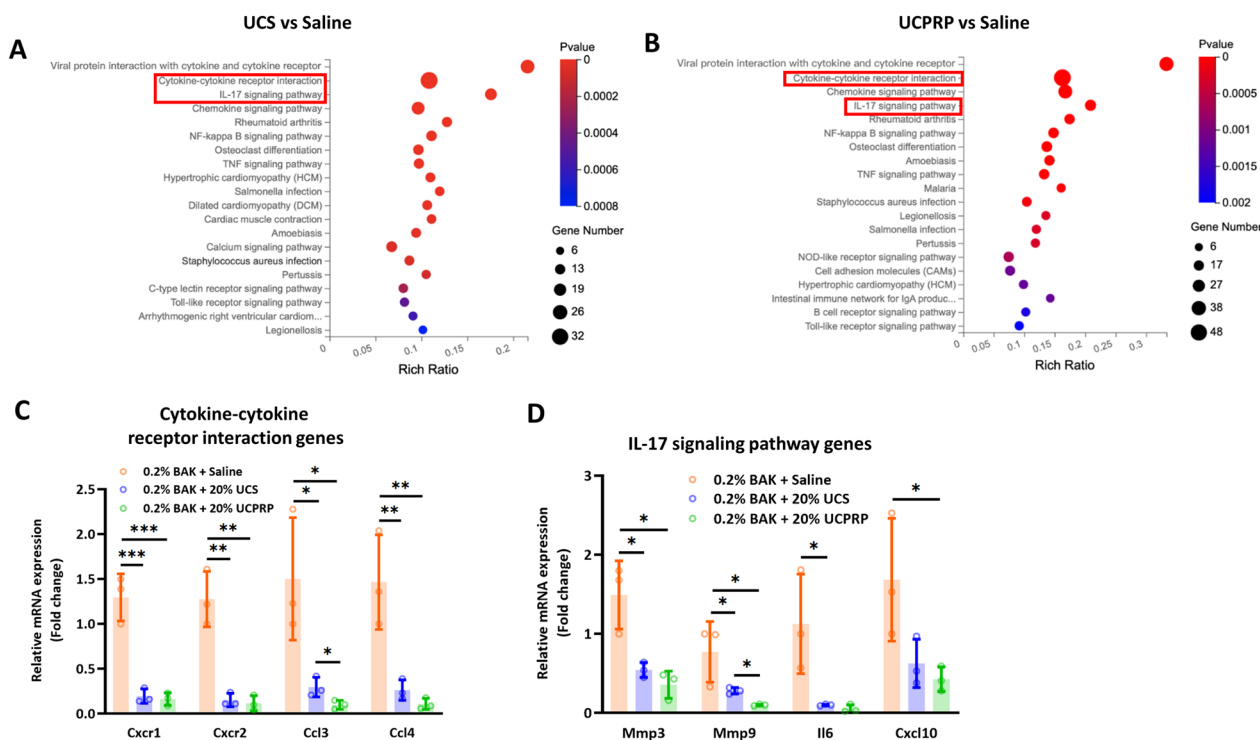 UCS vs Saline
A
Viral protein interaction with cytokine and cytokine receptor
Cytokine-cytokine receptor interaction
IL-17 signaling pathway
Chemokine signaling pathway
Rheumatoid arthritis
NF-kappa B signaling pathway
Osteoclast differentiation
TNF signaling pathway
Hypertrophic cardiomyopathy (HCM)
Salmonella infection
Dilated cardiomyopathy (DCM)
Cardiac muscle contraction
Amoebiasis
Calcium signaling pathway
Staphylococcus aureus infection
Pertussis
C-type lectin receptor signaling pathway
Toll-like receptor signaling pathway
Arrhythmogenic right ventricular cardiom...
Legionellosis
0 0.05 0.1 0.15 0.2
Rich Ratio
Pvalue
0
0.0002
0.0004
0.0006
0.0008
Gene Number
6
13
19
26
32
UCPRP vs Saline
B
Viral protein interaction with cytokine and cytokine receptor
Cytokine-cytokine receptor interaction
Chemokine signaling pathway
IL-17 signaling pathway
Rheumatoid arthritis
NF-kappa B signaling pathway
Osteoclast differentiation
Amoebiasis
TNF signaling pathway
Malaria
Staphylococcus aureus infection
Legionellosis
Salmonella infection
Pertussis
NOD-like receptor signaling pathway
Cell adhesion molecules (CAMs)
Hypertrophic cardiomyopathy (HCM)
Intestinal immune network for IgA produc...
B cell receptor signaling pathway
Toll-like receptor signaling pathway
0 0.05 0.1 0.15 0.2 0.25 0.3
Rich Ratio
Pvalue
0
0.0005
0.001
0.0015
0.002
Gene Number
6
17
27
38
48
C
Cytokine-cytokine
receptor interaction genes
0.2% BAK + Saline
0.2% BAK + 20% UCS
0.2% BAK + 20% UCPRP
Relative mRNA expression
(Fold change)
2.5
2.0
1.5
1.0
0.5
0.0
***
***
**
**
*
*
*
**
**
Cxcr1 Cxcr2 Ccl3 Ccl4
D
IL-17 signaling pathway genes
0.2% BAK + Saline
0.2% BAK + 20% UCS
0.2% BAK + 20% UCPRP
Relative mRNA expression
(Fold change)
3
2
1
0
*
*
*
*
*
*
*
Mmp3 Mmp9 Il6 Cxcl10